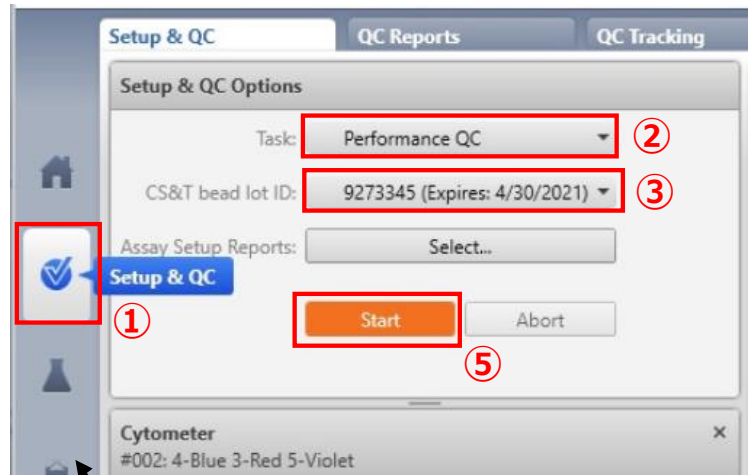 Setup & QC QC Reports QC Tracking
Setup & QC Options
Task: Performance QC ②
CS&T bead lot ID: 9273345 (Expires: 4/30/2021) ③
Assay Setup Reports: Select...
Setup & QC
① Start Abort
⑤
Cytometer ×
#002: 4-Blue 3-Red 5-Violet